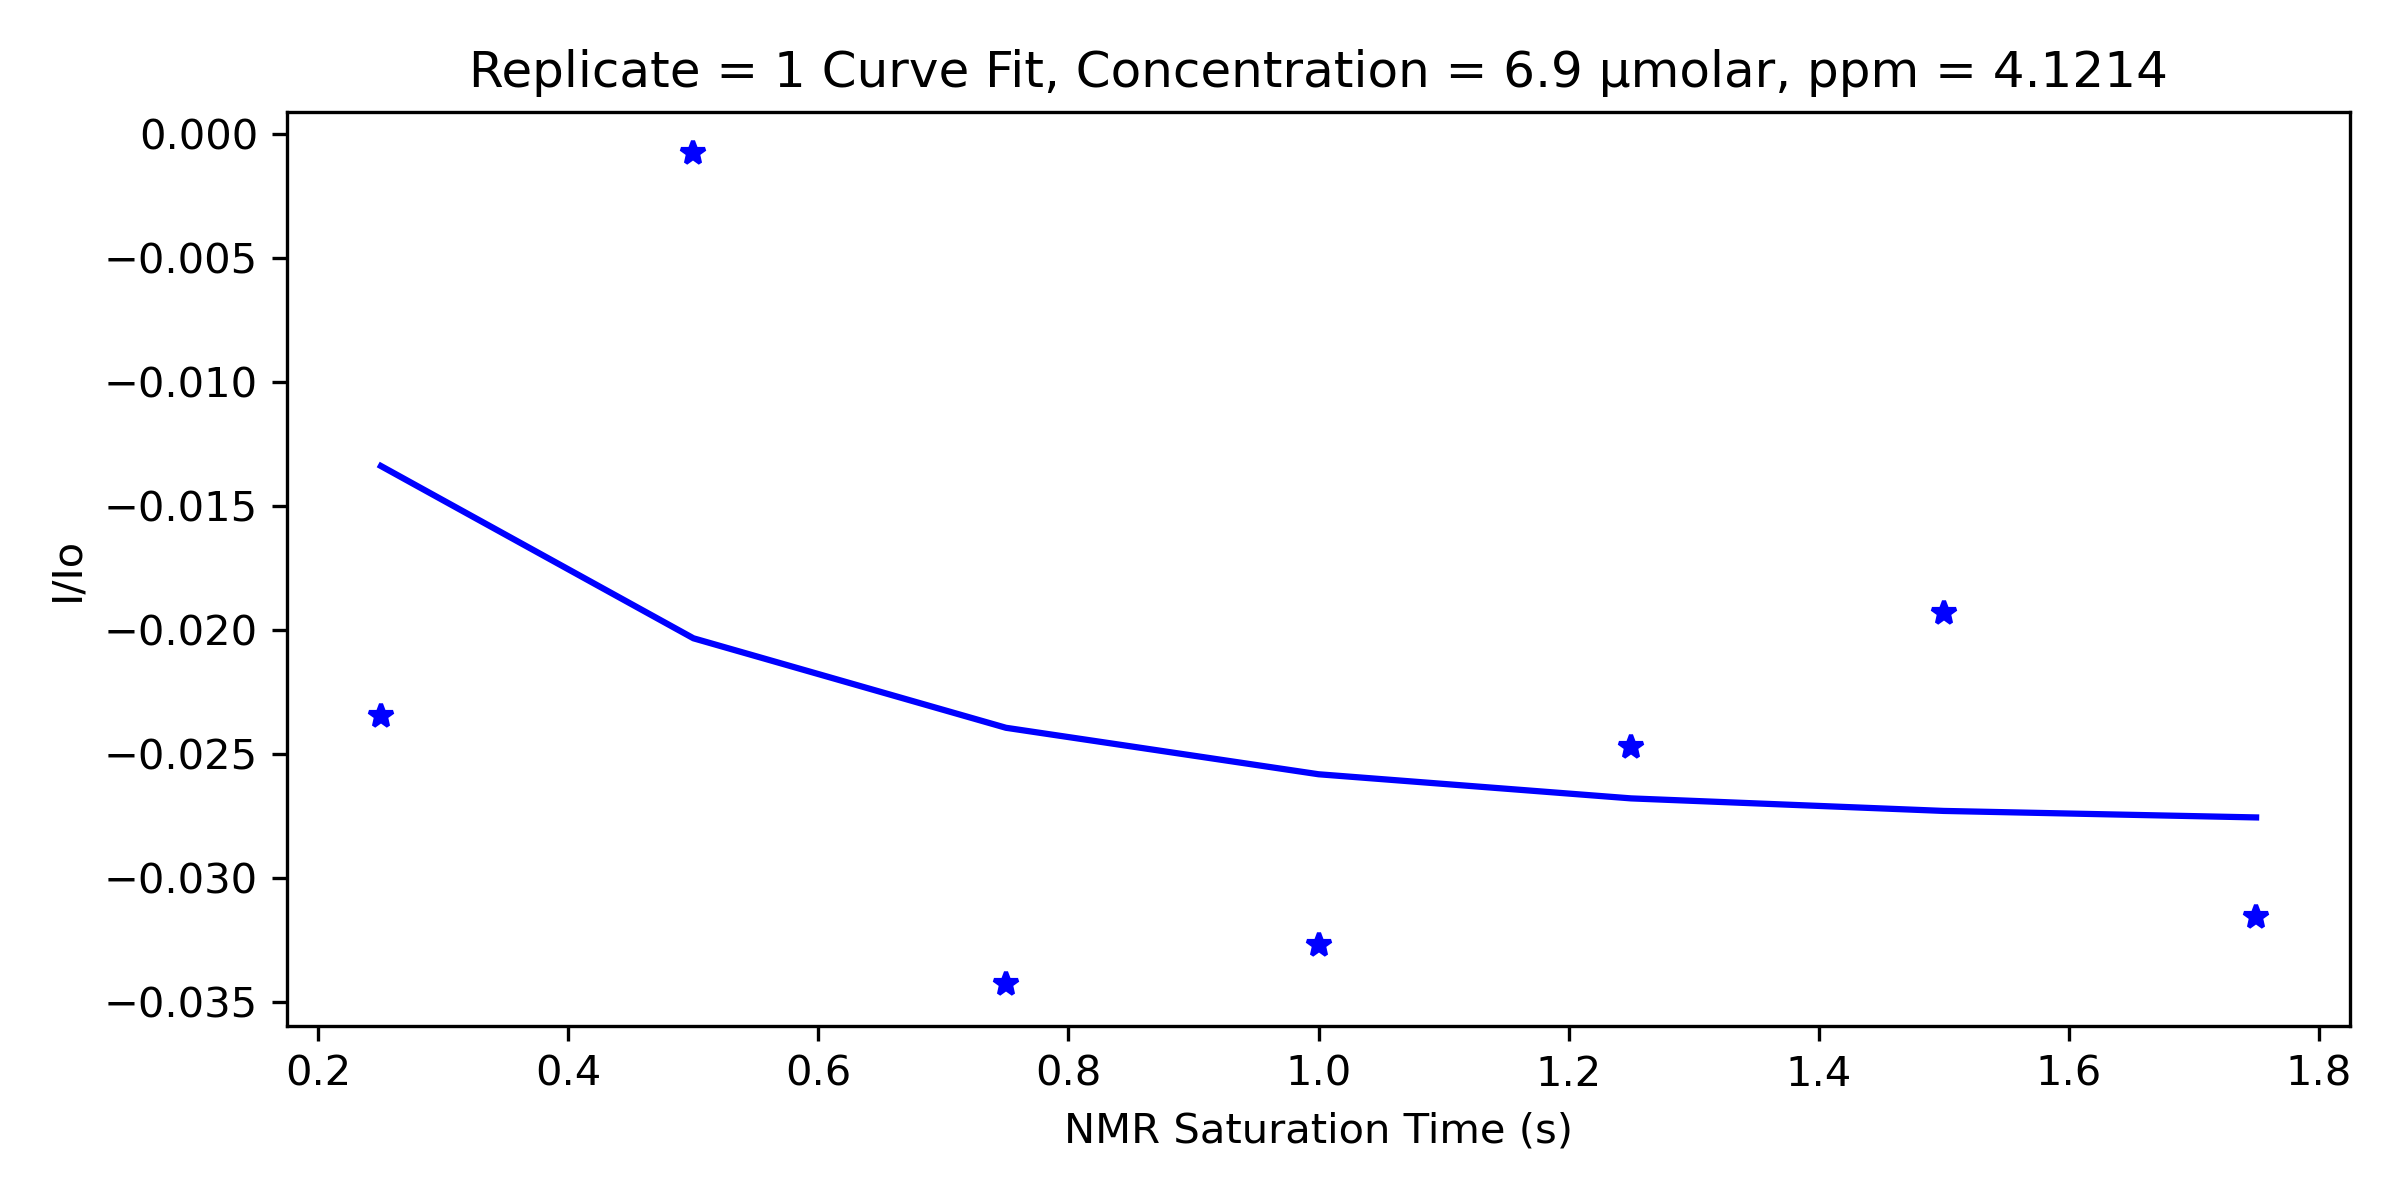 Replicate = 1 Curve Fit, Concentration = 6.9 µmolar, ppm = 4.1214
0.000
−0.005
−0.010
−0.015
−0.020
−0.025
−0.030
−0.035
I/Io
0.2 0.4 0.6 0.8 1.0 1.2 1.4 1.6 1.8
NMR Saturation Time (s)